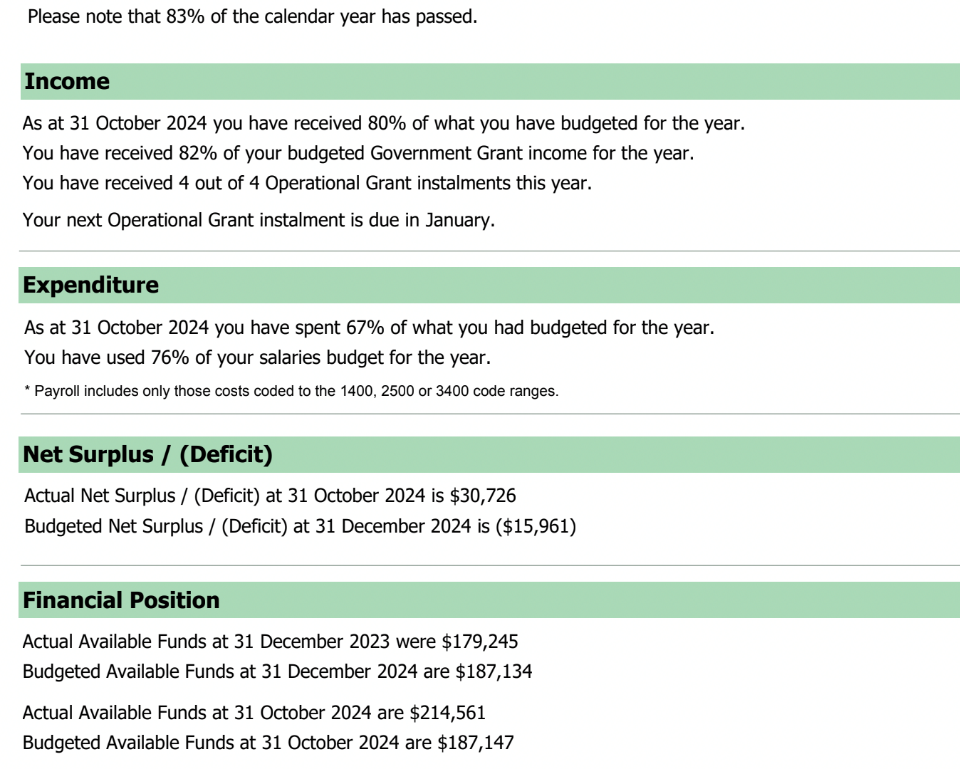 Please note that 83% of the calendar year has passed.
Income
As at 31 October 2024 you have received 80% of what you have budgeted for the year.
You have received 82% of your budgeted Government Grant income for the year.
You have received 4 out of 4 Operational Grant instalments this year.
Your next Operational Grant instalment is due in January.
Expenditure
As at 31 October 2024 you have spent 67% of what you had budgeted for the year.
You have used 76% of your salaries budget for the year.
* Payroll includes only those costs coded to the 1400, 2500 or 3400 code ranges.
Net Surplus / (Deficit)
Actual Net Surplus / (Deficit) at 31 October 2024 is $30,726
Budgeted Net Surplus / (Deficit) at 31 December 2024 is ($15,961)
Financial Position
Actual Available Funds at 31 December 2023 were $179,245
Budgeted Available Funds at 31 December 2024 are $187,134
Actual Available Funds at 31 October 2024 are $214,561
Budgeted Available Funds at 31 October 2024 are $187,147